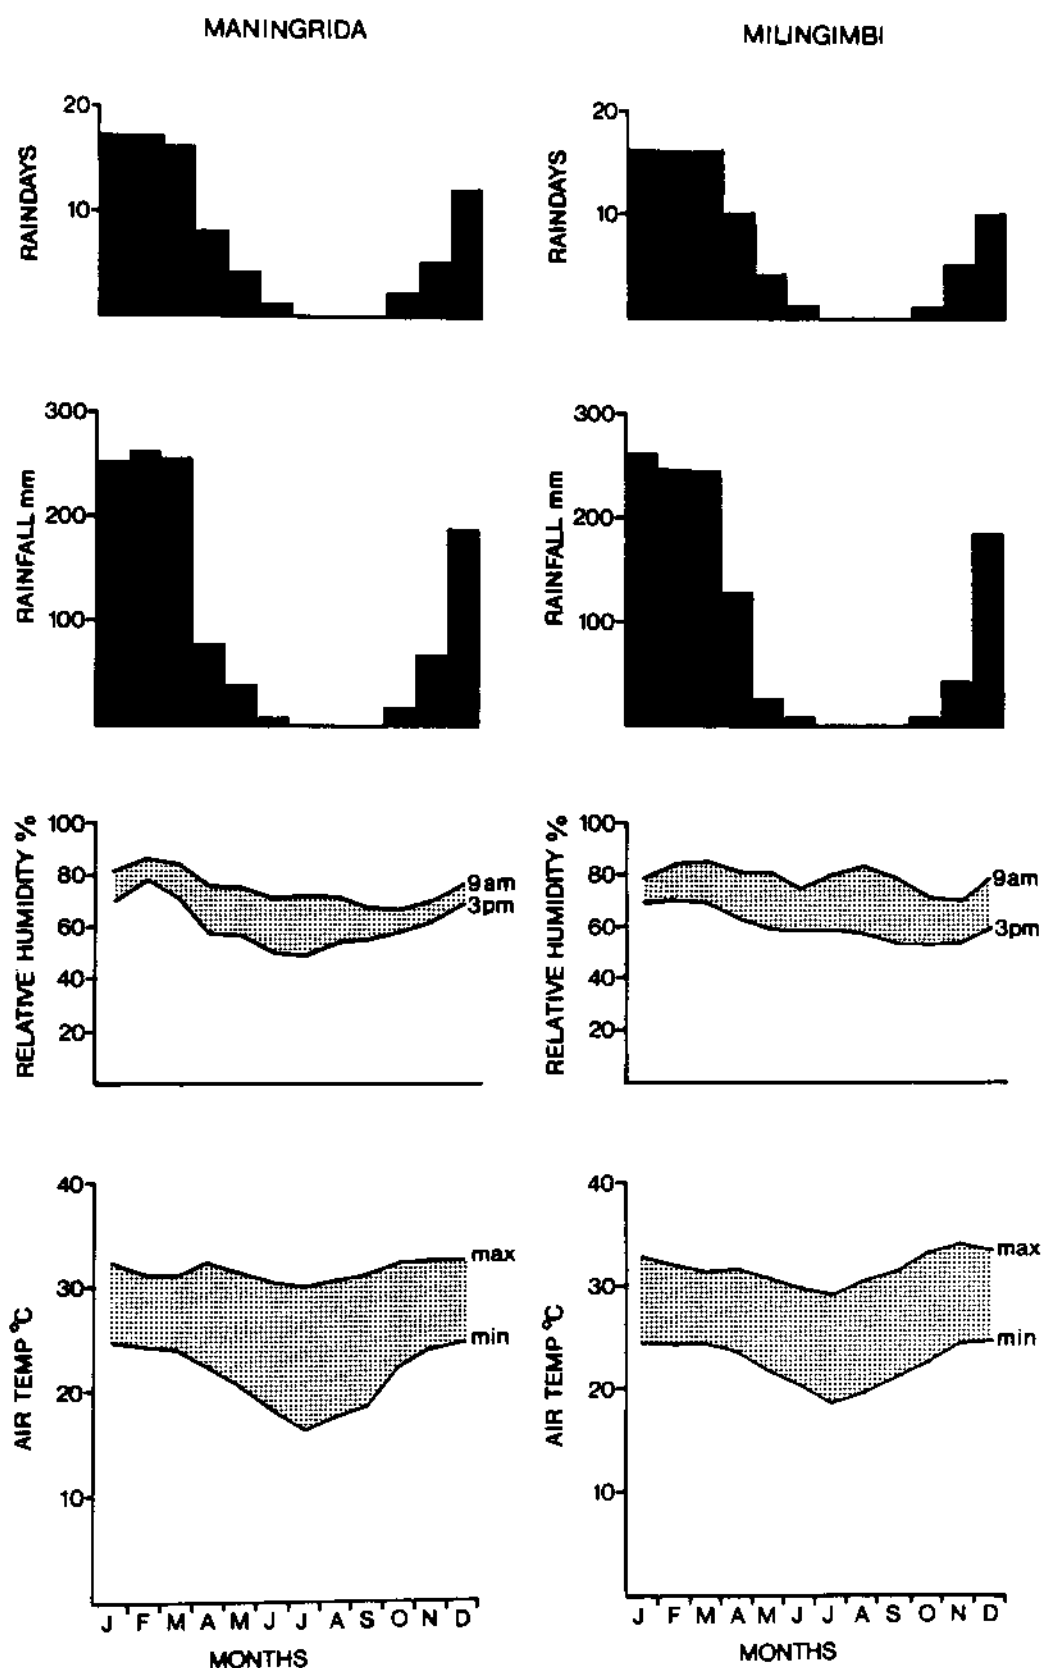 MANINGRIDA
20
10
RAINDAYS
300
200
100
RAINFALL mm
100
80
60
40
20
RELATIVE HUMIDITY %
9am
3pm
40
30
20
10
AIR TEMP °C
max
min
J F M A M J J A S O N D
MONTHS
MILINGIMBI
20
10
RAINDAYS
300
200
100
RAINFALL mm
100
80
60
40
20
RELATIVE HUMIDITY %
9am
3pm
40
30
20
10
AIR TEMP °C
max
min
J F M A M J J A S O N D
MONTHS